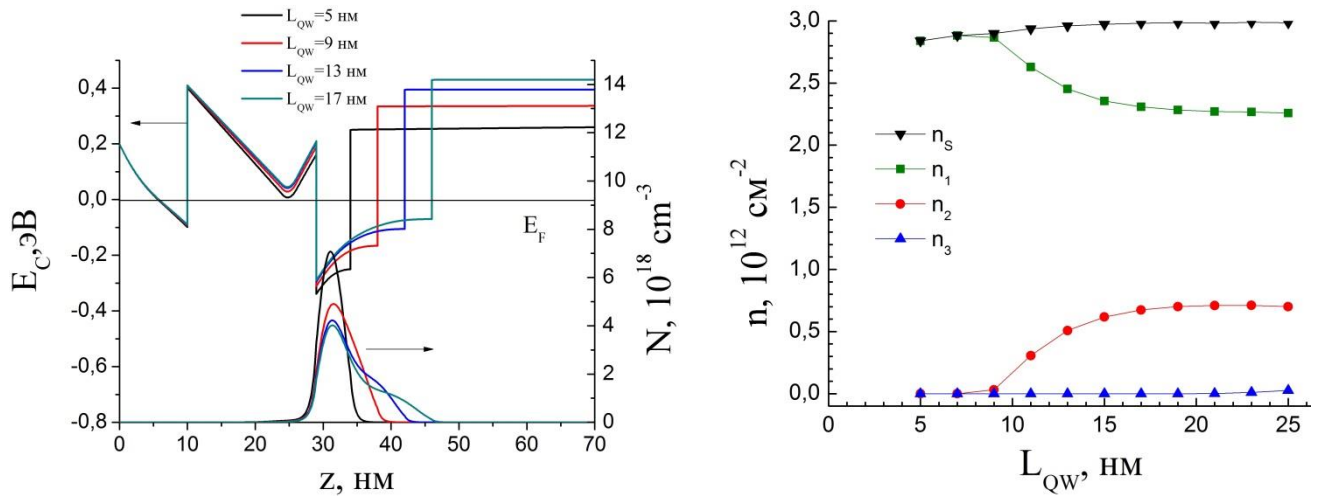 L_QW=5 нм
L_QW=9 нм
L_QW=13 нм
L_QW=17 нм
E_C,эВ
0,4
0,2
0,0
-0,2
-0,4
-0,6
-0,8
E_F
14
12
10
8
6
4
2
0
N, 10^18 cm^-3
0 10 20 30 40 50 60 70
z, нм
n, 10^12 см^-2
3,0
2,5
2,0
1,5
1,0
0,5
0,0
n_S
n_1
n_2
n_3
5 10 15 20 25
L_QW, нм